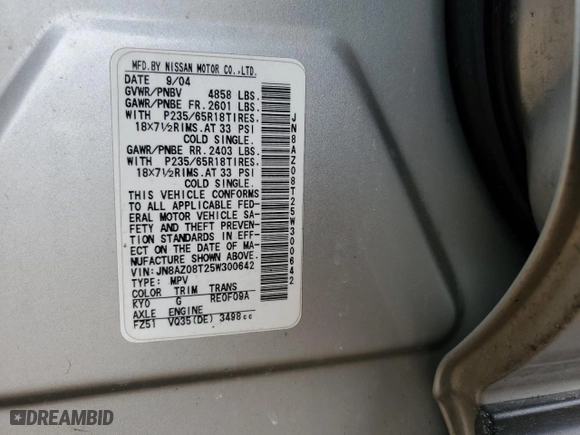 MFD.BY NISSAN MOTOR CO.,LTD.
DATE 9/04
GVWR/PNBV 4858 LBS.
GAWR/PNBE FR. 2601 LBS.
WITH P235/65R18TIRES.
18X7½RIMS.AT 33 PSI
COLD SINGLE.
GAWR/PNBE RR. 2403 LBS.
WITH P235/65R18TIRES.
18X7½RIMS.AT 33 PSI
COLD SINGLE.
THIS VEHICLE CONFORMS
TO ALL APPLICABLE FED-
ERAL MOTOR VEHICLE SA-
FETY AND THEFT PREVEN-
TION STANDARDS IN EFF-
ECT ON THE DATE OF MA-
NUFACTURE SHOWN ABOVE.
VIN:JN8AZ08T25W300642
TYPE: MPV
COLOR TRIM TRANS
KY0 G RE0F09A
AXLE ENGINE
FZ51 VQ35(DE) 3498cc
JN8AZ08T25W300642
DREAMBID